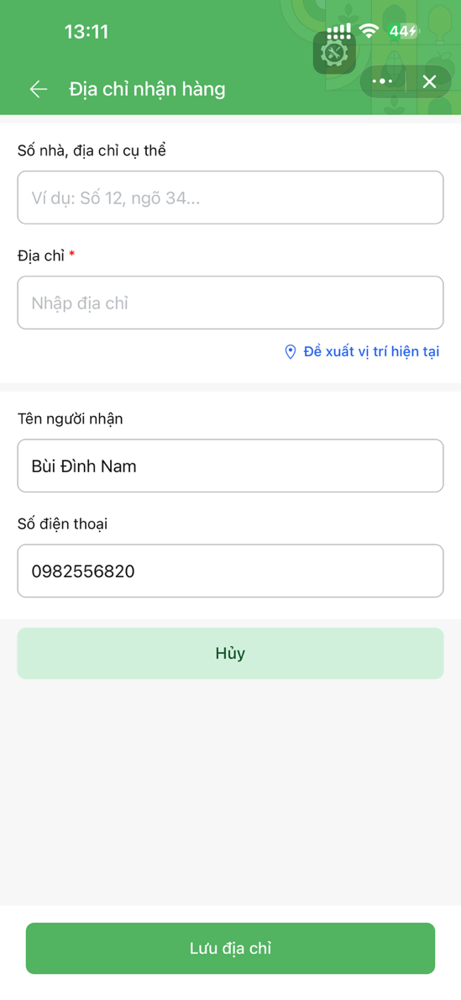 13:11
44
Địa chỉ nhận hàng
Số nhà, địa chỉ cụ thể
Ví dụ: Số 12, ngõ 34...
Địa chỉ *
Nhập địa chỉ
Đề xuất vị trí hiện tại
Tên người nhận
Bùi Đình Nam
Số điện thoại
0982556820
Hủy
Lưu địa chỉ